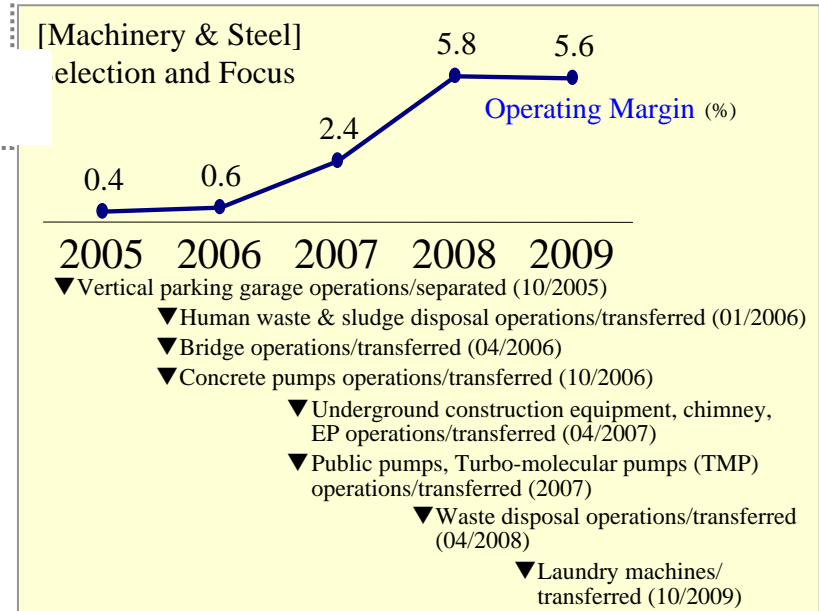 [Machinery & Steel]
election and Focus
5.8
5.6
Operating Margin (%)
2.4
0.4
0.6
2005 2006 2007 2008 2009
▼Vertical parking garage operations/separated (10/2005)
▼Human waste & sludge disposal operations/transferred (01/2006)
▼Bridge operations/transferred (04/2006)
▼Concrete pumps operations/transferred (10/2006)
▼Underground construction equipment, chimney,
EP operations/transferred (04/2007)
▼Public pumps, Turbo-molecular pumps (TMP)
operations/transferred (2007)
▼Waste disposal operations/transferred
(04/2008)
▼Laundry machines/
transferred (10/2009)